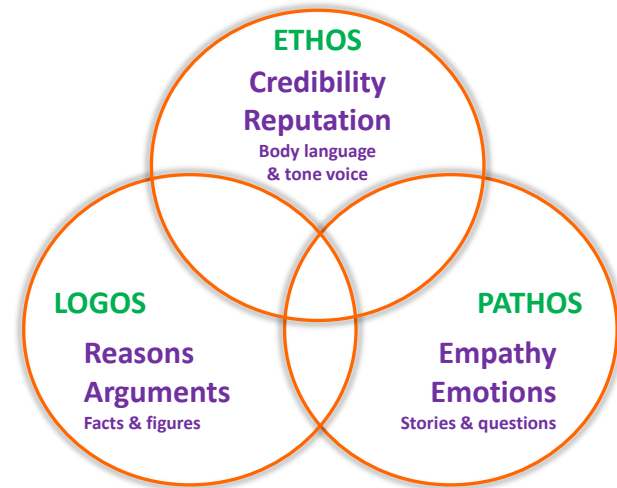 ETHOS
Credibility
Reputation
Body language
& tone voice
LOGOS
Reasons
Arguments
Facts & figures
PATHOS
Empathy
Emotions
Stories & questions